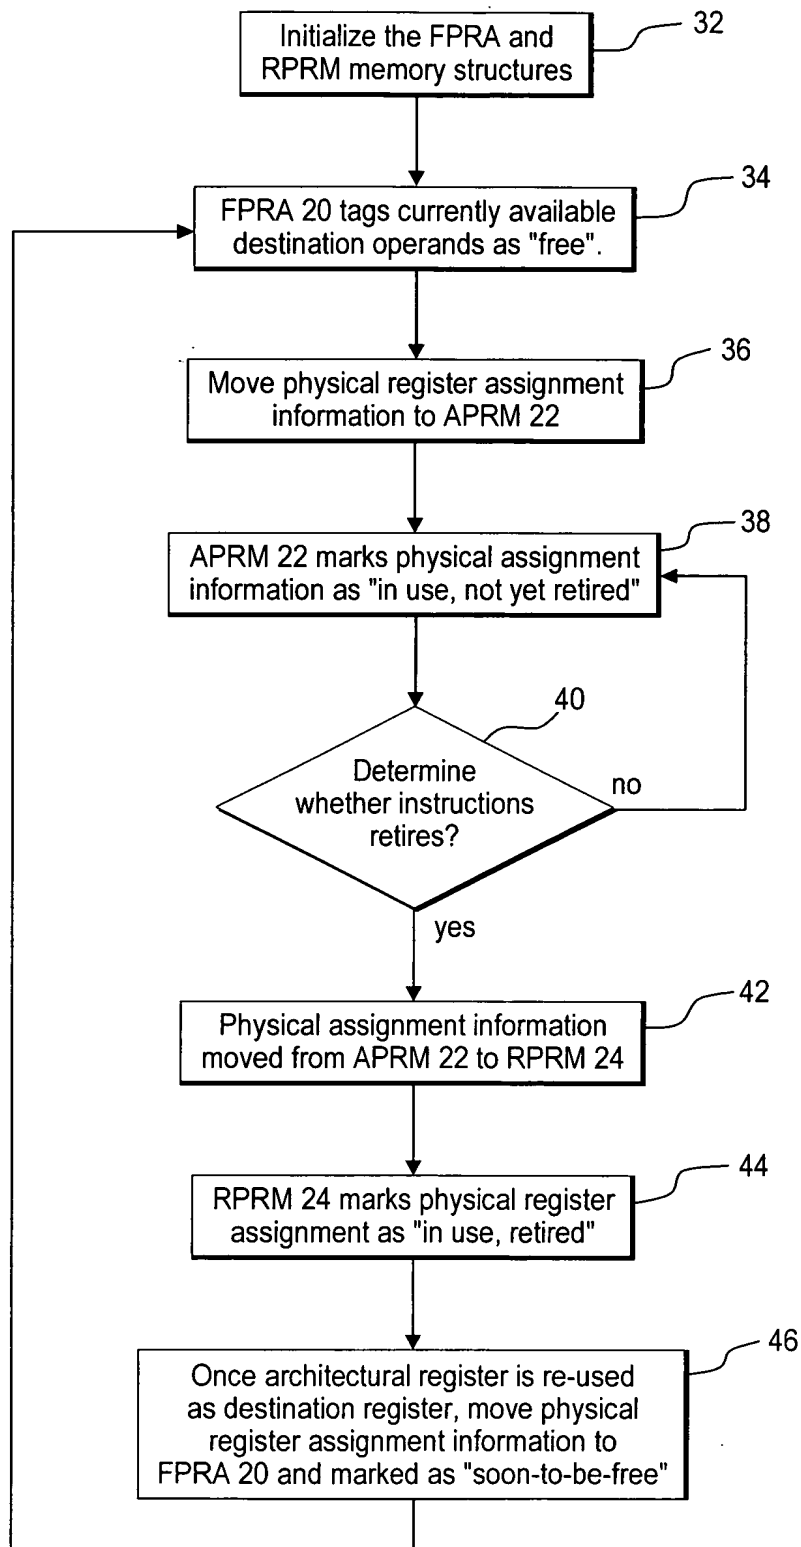 Initialize the FPRA and
RPRM memory structures
32
FPRA 20 tags currently available
destination operands as "free".
34
Move physical register assignment
information to APRM 22
36
APRM 22 marks physical assignment
information as "in use, not yet retired"
38
Determine
whether instructions
retires?
40
no
yes
Physical assignment information
moved from APRM 22 to RPRM 24
42
RPRM 24 marks physical register
assignment as "in use, retired"
44
Once architectural register is re-used
as destination register, move physical
register assignment information to
FPRA 20 and marked as "soon-to-be-free"
46